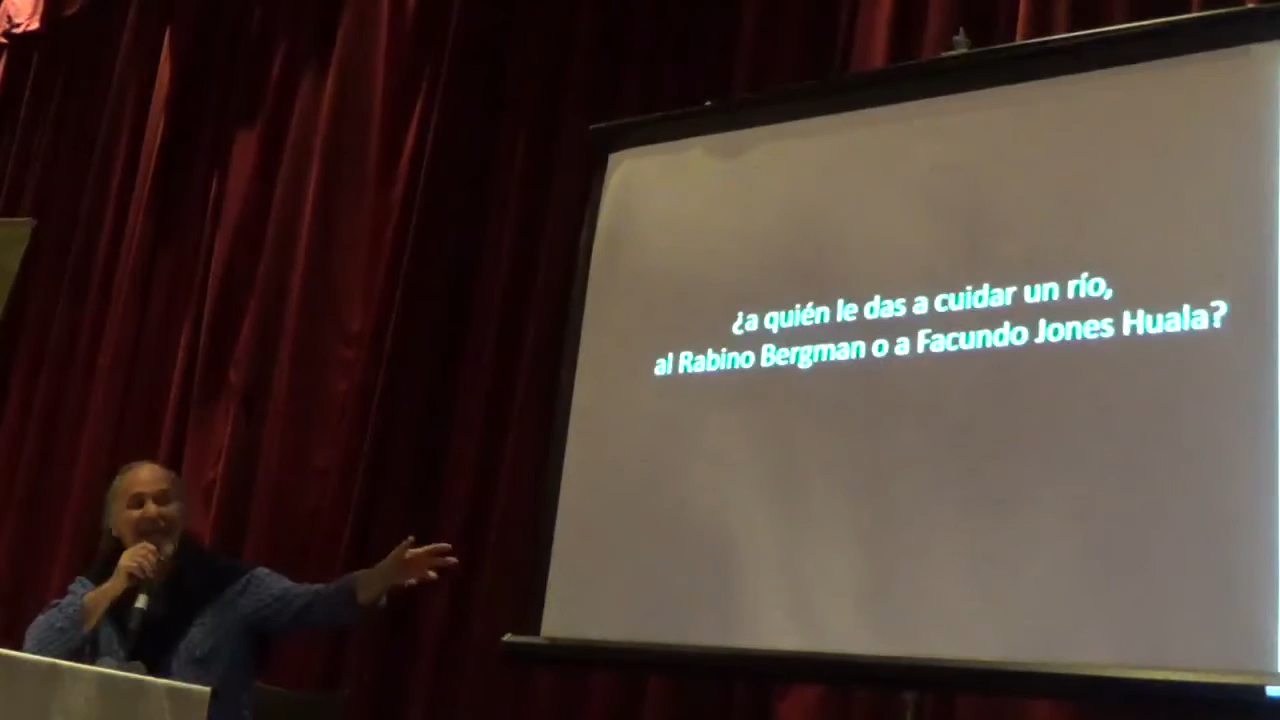 ¿a quién le das a cuidar un río,
al Rabino Bergman o a Facundo Jones Huala?